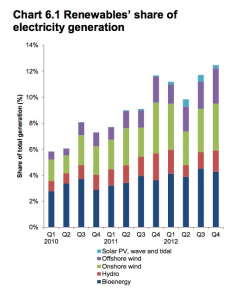 Chart 6.1 Renewables' share of
electricity generation
Share of total generation (%)
14%
12%
10%
8%
6%
4%
2%
0%
Q1 Q2 Q3 Q4 Q1 Q2 Q3 Q4 Q1 Q2 Q3 Q4
2010 2011 2012
Solar PV, wave and tidal
Offshore wind
Onshore wind
Hydro
Bioenergy